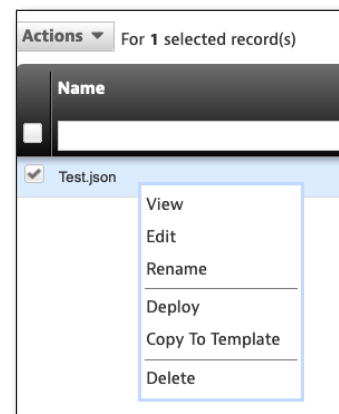 Actions
For 1 selected record(s)
Name
Test.json
View
Edit
Rename
Deploy
Copy To Template
Delete